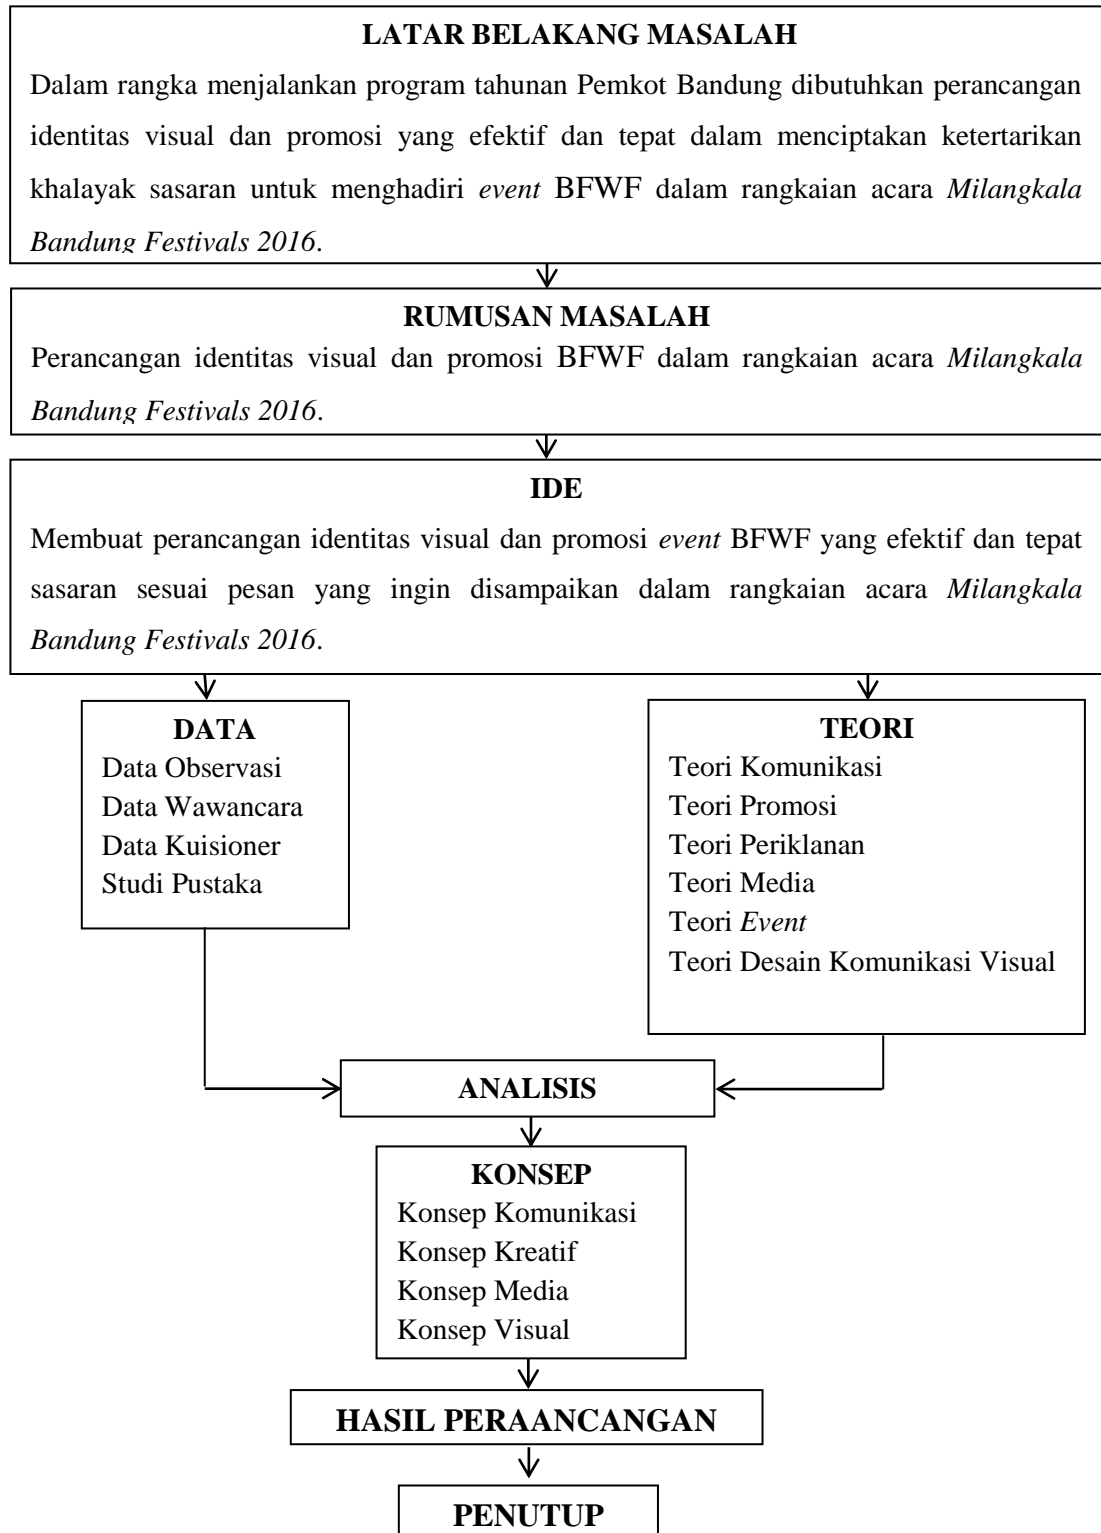 LATAR BELAKANG MASALAH
Dalam rangka menjalankan program tahunan Pemkot Bandung dibutuhkan perancangan
identitas visual dan promosi yang efektif dan tepat dalam menciptakan ketertarikan
khalayak sasaran untuk menghadiri event BFWF dalam rangkaian acara Milangkala
Bandung Festivals 2016.
RUMUSAN MASALAH
Perancangan identitas visual dan promosi BFWF dalam rangkaian acara Milangkala
Bandung Festivals 2016.
IDE
Membuat perancangan identitas visual dan promosi event BFWF yang efektif dan tepat
sasaran sesuai pesan yang ingin disampaikan dalam rangkaian acara Milangkala
Bandung Festivals 2016.
DATA
Data Observasi
Data Wawancara
Data Kuisioner
Studi Pustaka
TEORI
Teori Komunikasi
Teori Promosi
Teori Periklanan
Teori Media
Teori Event
Teori Desain Komunikasi Visual
ANALISIS
KONSEP
Konsep Komunikasi
Konsep Kreatif
Konsep Media
Konsep Visual
HASIL PERAANCANGAN
PENUTUP